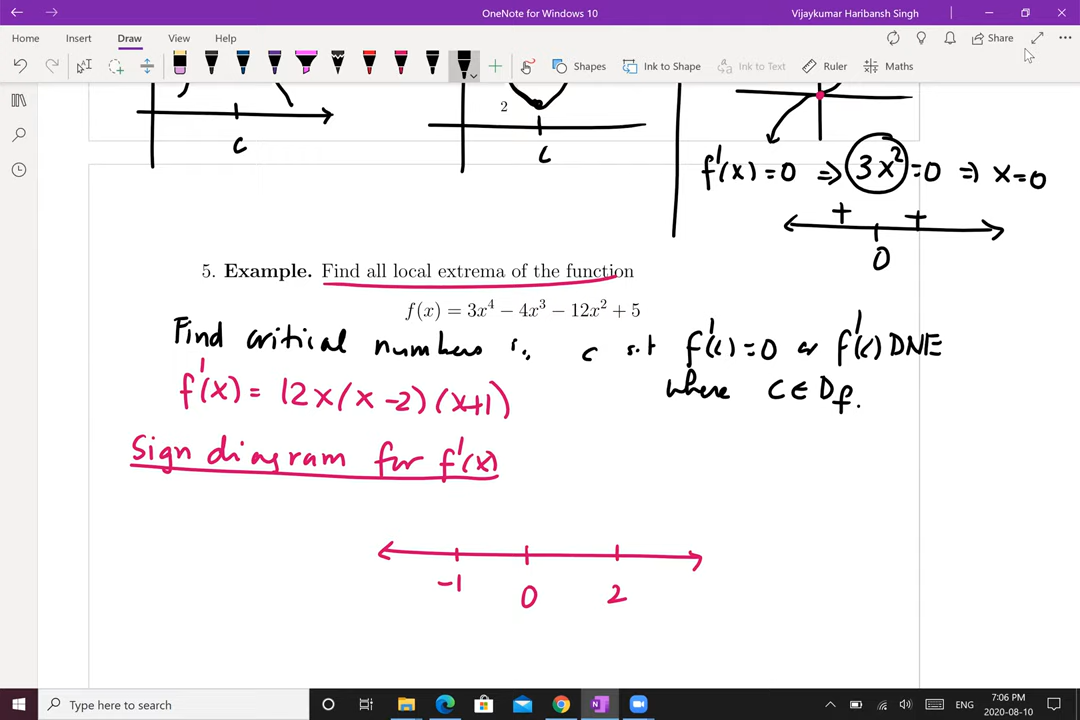 OneNote for Windows 10
Vijaykumar Haribansh Singh
Home Insert Draw View Help
Share
Shapes Ink to Shape Ink to Text Ruler Maths
2
c
c
f'(x)=0 ⇒ 3x²=0 ⇒ x=0
+ +
0
5. Example. Find all local extrema of the function
f(x) = 3x⁴ − 4x³ − 12x² + 5
Find critical numbers i, c s.t f'(c)=0 or f'(c) DNE
where c ∈ Df.
f'(x) = 12x(x-2)(x+1)
Sign diagram for f'(x)
-1 0 2
Type here to search
ENG
7:06 PM
2020-08-10